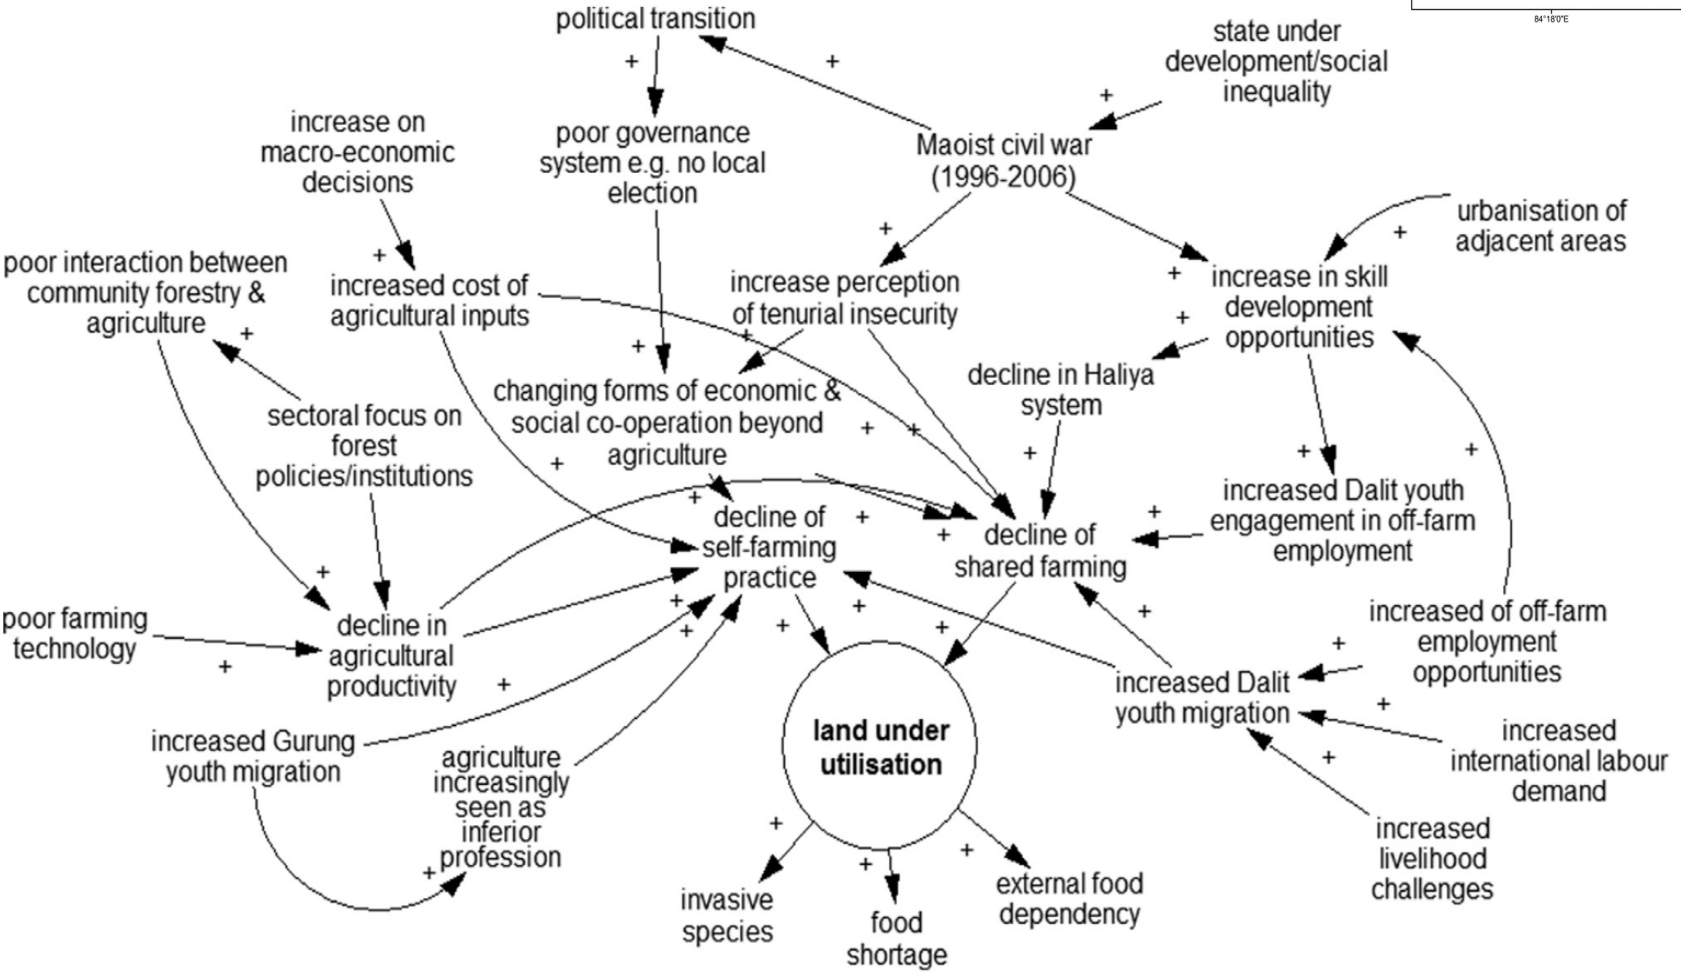 84°18'0"E
political transition
state under
development/social
inequality
+
+
+
increase on
macro-economic
decisions
poor governance
system e.g. no local
election
Maoist civil war
(1996-2006)
urbanisation of
adjacent areas
+
+
+
poor interaction between
community forestry &
agriculture
increased cost of
agricultural inputs
increase perception
of tenurial insecurity
increase in skill
development
opportunities
+
+
+
+
+
+
decline in Haliya
system
changing forms of economic &
social co-operation beyond
agriculture
sectoral focus on
forest
policies/institutions
+
+
+
+
+
+
+
increased Dalit youth
engagement in off-farm
employment
+
decline of
self-farming
practice
+
+
+
decline of
shared farming
+
poor farming
technology
decline in
agricultural
productivity
+
+
+
+
+
+
+
increased of off-farm
employment
opportunities
+
+
increased Dalit
youth migration
+
+
increased Gurung
youth migration
agriculture
increasingly
seen as
inferior
profession
land under
utilisation
increased
international labour
demand
+
+
+
+
+
increased
livelihood
challenges
invasive
species
food
shortage
external food
dependency